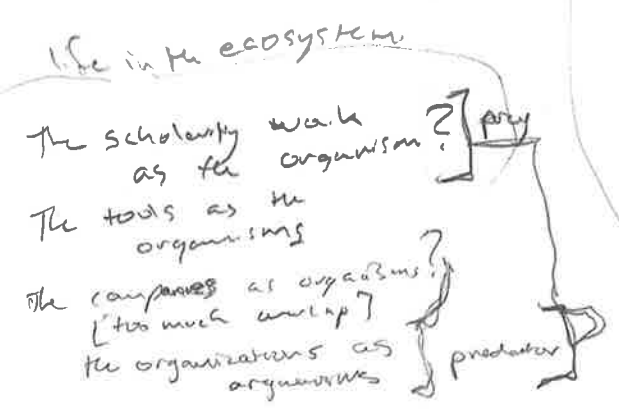 life in the ecosystem.
The scholarly work
as the organism? ] prey
The tools as the
organisms
The companies as organisms?
[too much overlap]
the organizations as
organisms } predator